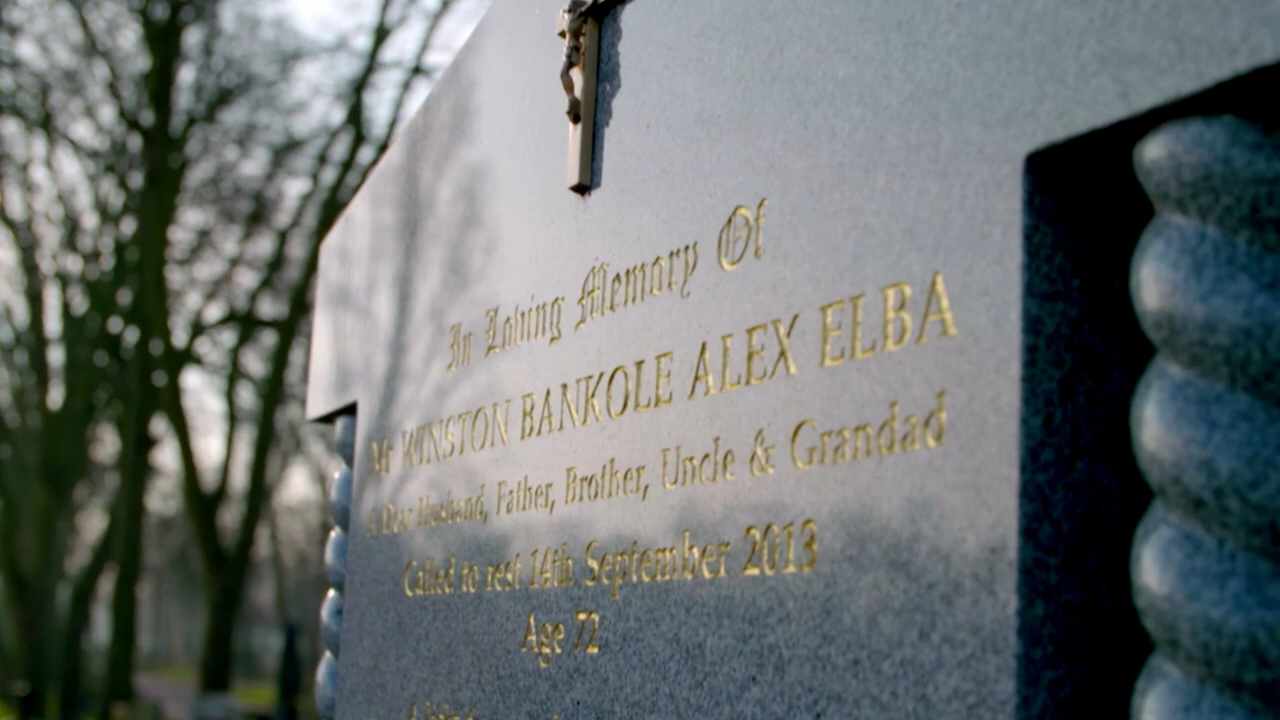 In Loving Memory Of
Mr WINSTON BANKOLE ALEX ELBA
A Dear Husband, Father, Brother, Uncle & Grandad
Called to rest 14th September 2013
Age 72